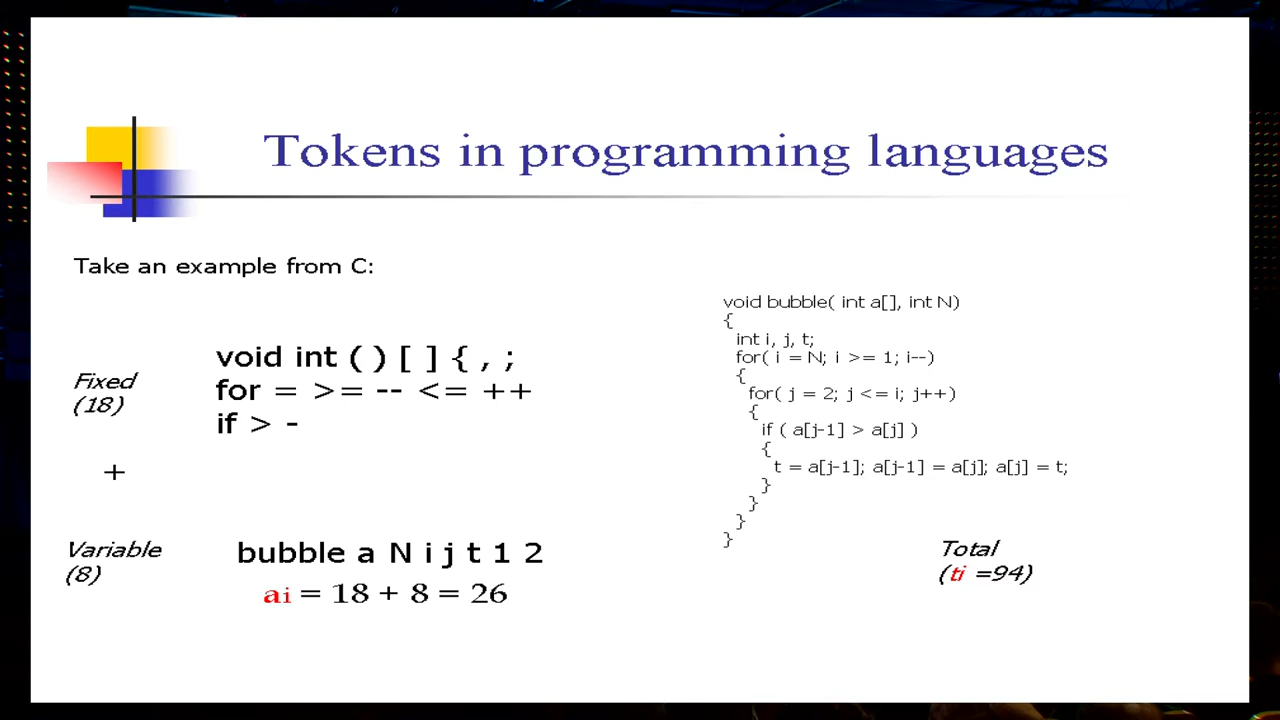 Tokens in programming languages
Take an example from C:
Fixed
(18)
void int ( ) [ ] { , ;
for = >= -- <= ++
if > -
+
Variable
(8)
bubble a N i j t 1 2
ai = 18 + 8 = 26
void bubble( int a[], int N)
{
int i, j, t;
for( i = N; i >= 1; i--)
{
for( j = 2; j <= i; j++)
{
if ( a[j-1] > a[j] )
{
t = a[j-1]; a[j-1] = a[j]; a[j] = t;
}
}
}
}
Total
(ti =94)